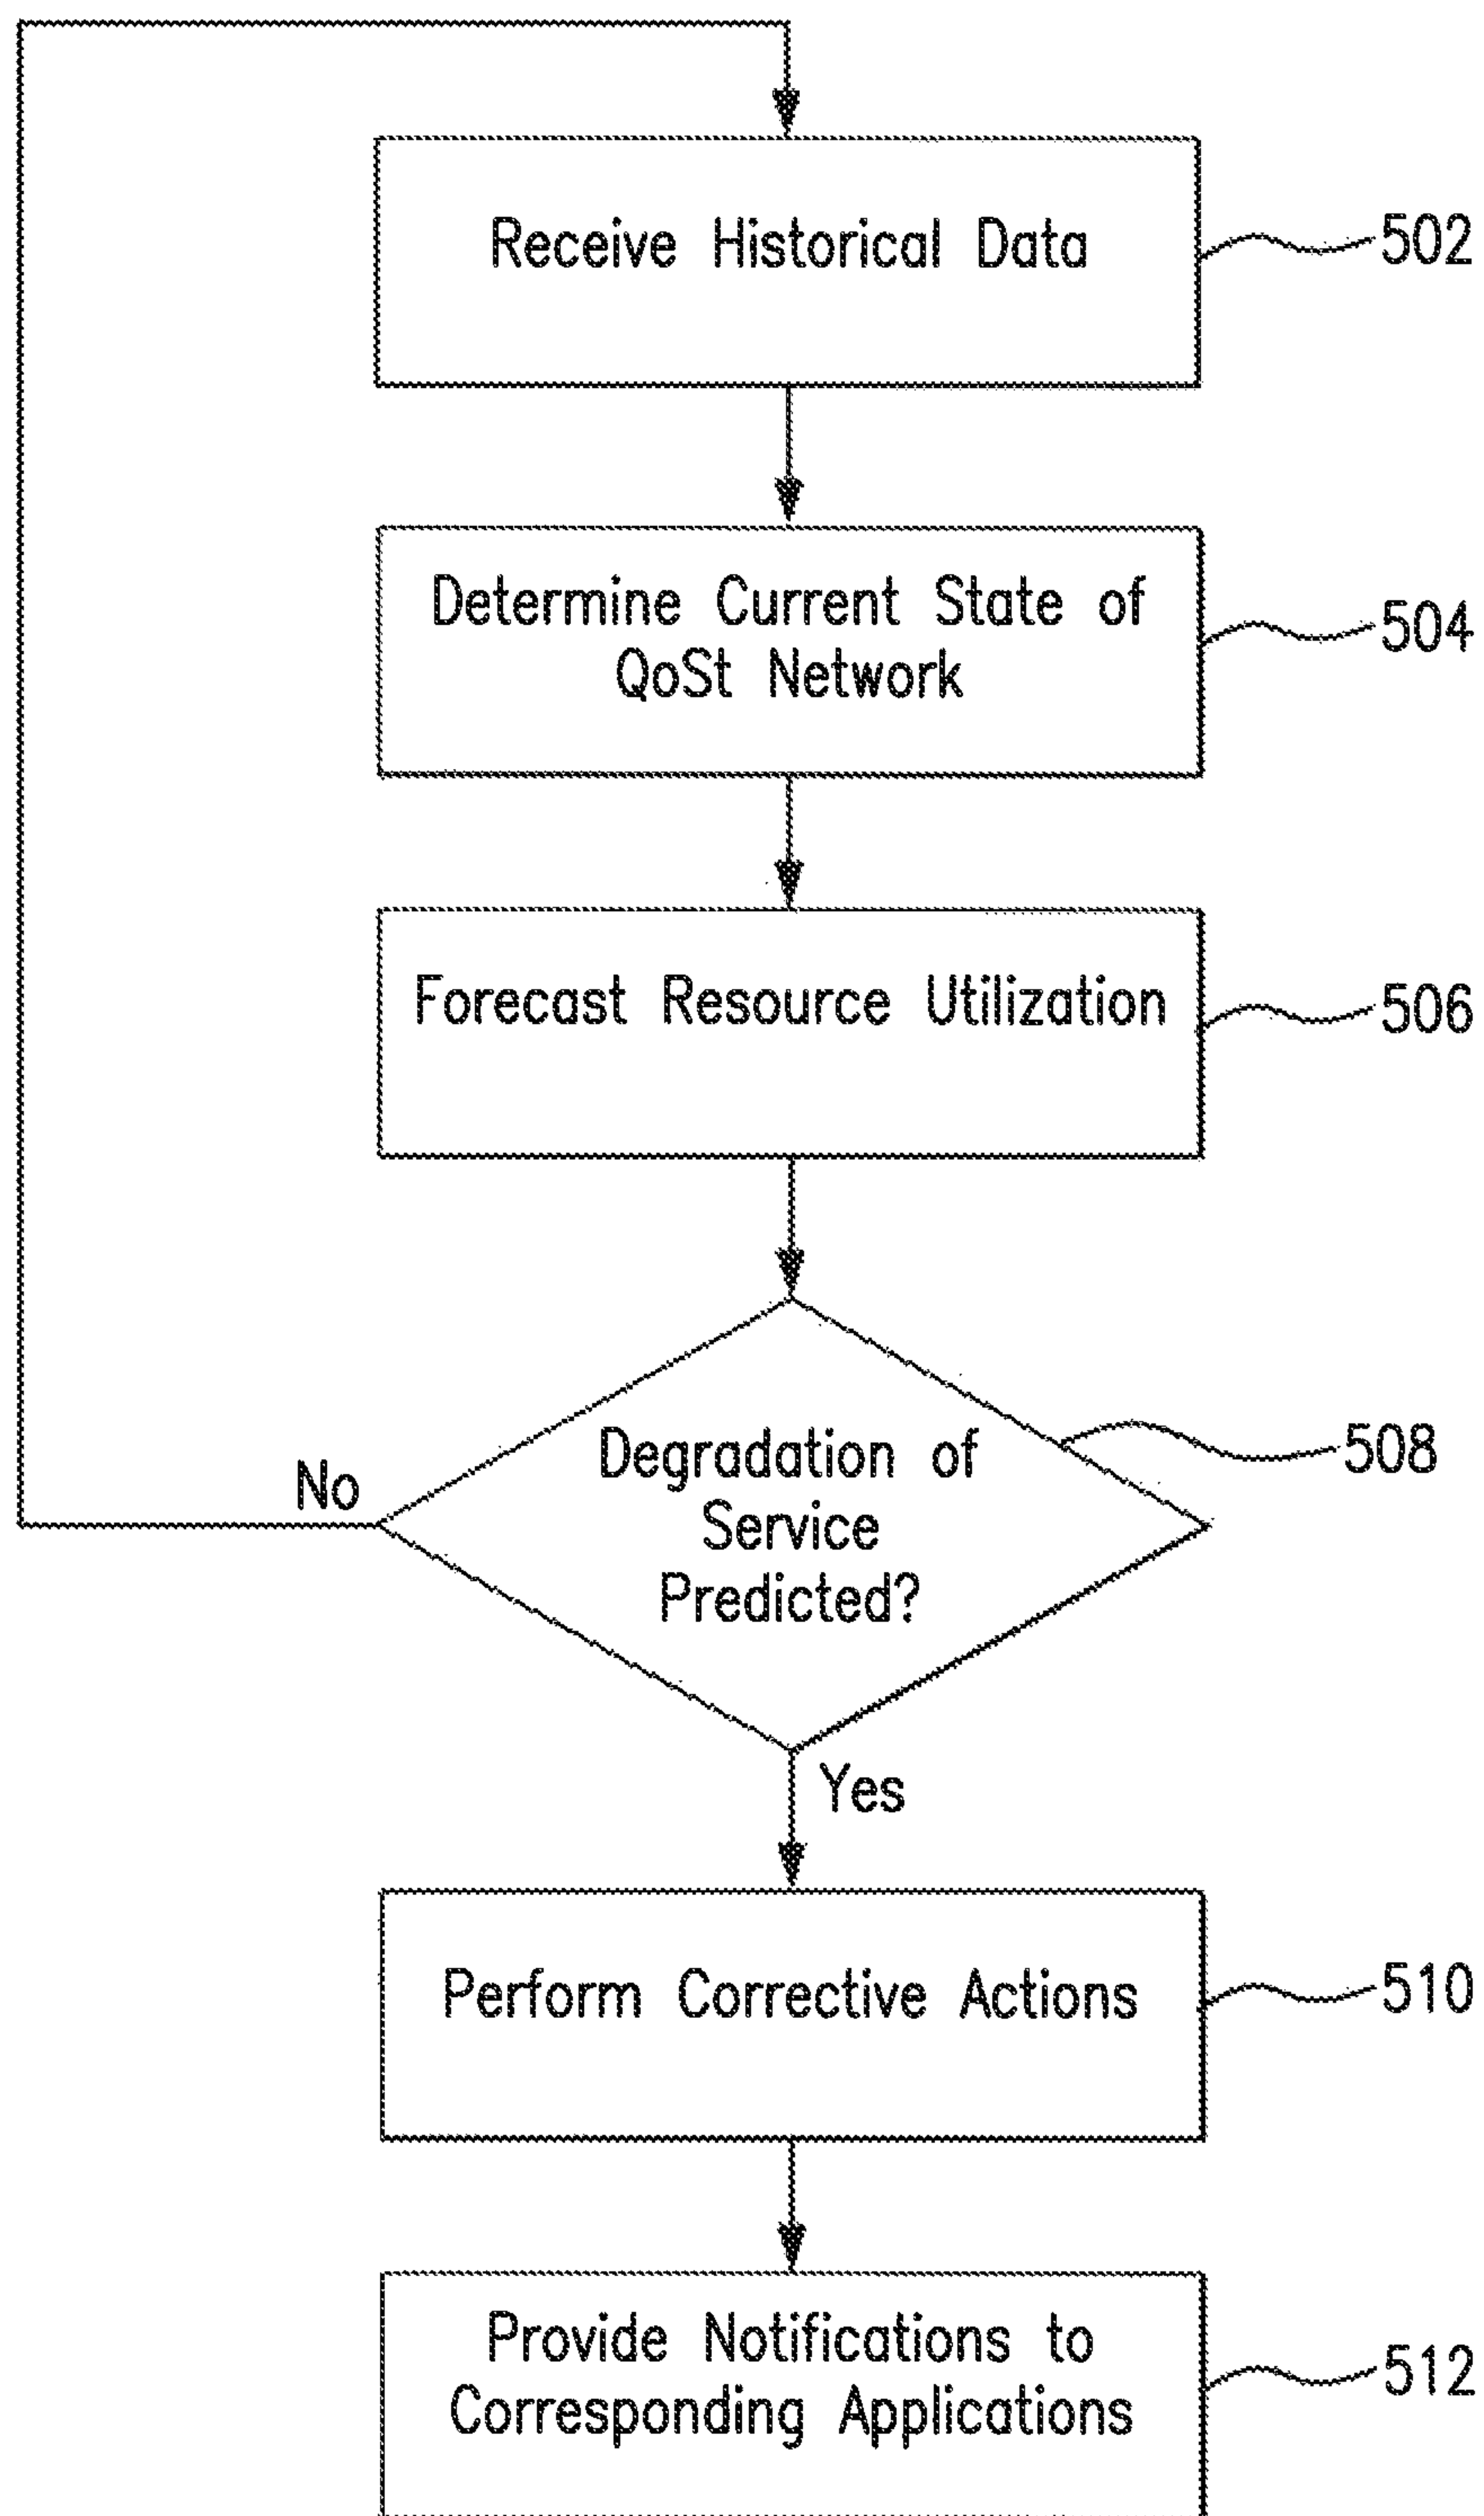 Receive Historical Data
502
Determine Current State of
QoSt Network
504
Forecast Resource Utilization
506
Degradation of
Service
Predicted?
508
No
Yes
Perform Corrective Actions
510
Provide Notifications to
Corresponding Applications
512